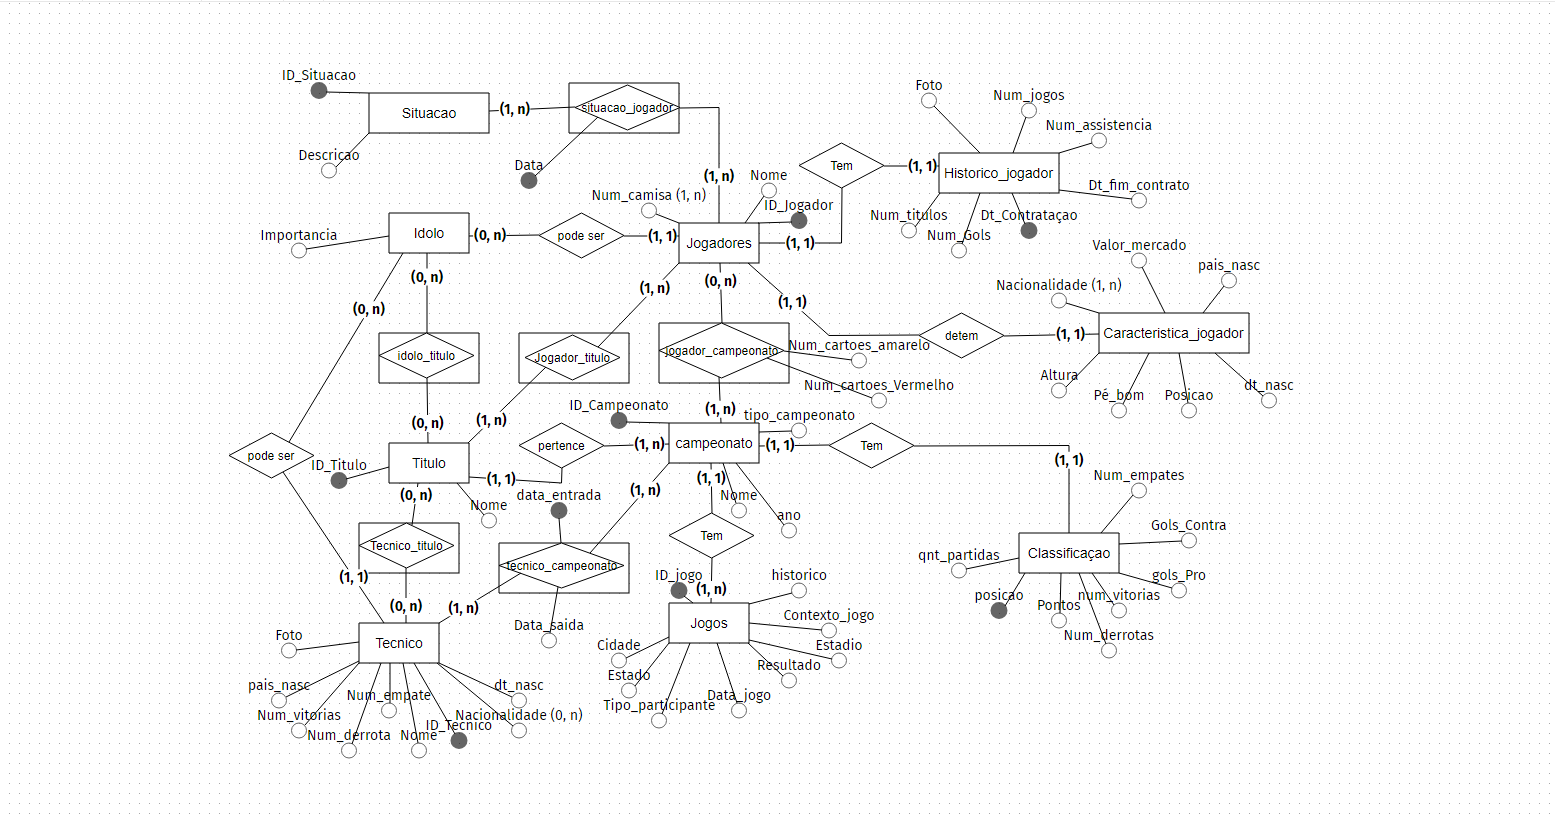 ID_Situacao
Situacao
(1, n)
situacao_jogador
Descricao
Data
(1, n)
Foto
Num_jogos
Num_assistencia
Tem
(1, 1)
Historico_jogador
Dt_fim_contrato
Num_titulos
Num_Gols
Dt_Contrataçao
Nome
Num_camisa (1, n)
ID_Jogador
Importancia
Idolo
(0, n)
pode ser
(1, 1)
Jogadores
(1, 1)
Valor_mercado
pais_nasc
Nacionalidade (1, n)
(0, n)
(0, n)
(1, n)
(0, n)
(1, 1)
detem
(1, 1)
Caracteristica_jogador
idolo_titulo
Jogador_titulo
jogador_campeonato
Num_cartoes_amarelo
Num_cartoes_Vermelho
Altura
Pé_bom
Posicao
dt_nasc
(0, n)
(1, n)
ID_Campeonato
(1, n)
tipo_campeonato
pode ser
ID_Titulo
Titulo
(1, 1)
pertence
(1, n)
campeonato
(1, 1)
Tem
(1, 1)
(0, n)
Nome
data_entrada
(1, n)
(1, 1)
Nome
ano
Num_empates
Gols_Contra
Tecnico_titulo
tecnico_campeonato
Tem
qnt_partidas
Classificaçao
gols_Pro
posicao
Pontos
num_vitorias
Num_derrotas
(1, 1)
(0, n)
(1, n)
Data_saida
ID_jogo
(1, n)
historico
Jogos
Contexto_jogo
Cidade
Estadio
Estado
Resultado
Tipo_participante
Data_jogo
Foto
Tecnico
pais_nasc
Num_empate
dt_nasc
Num_vitorias
Nacionalidade (0, n)
Num_derrota
Nome
ID_Tecnico